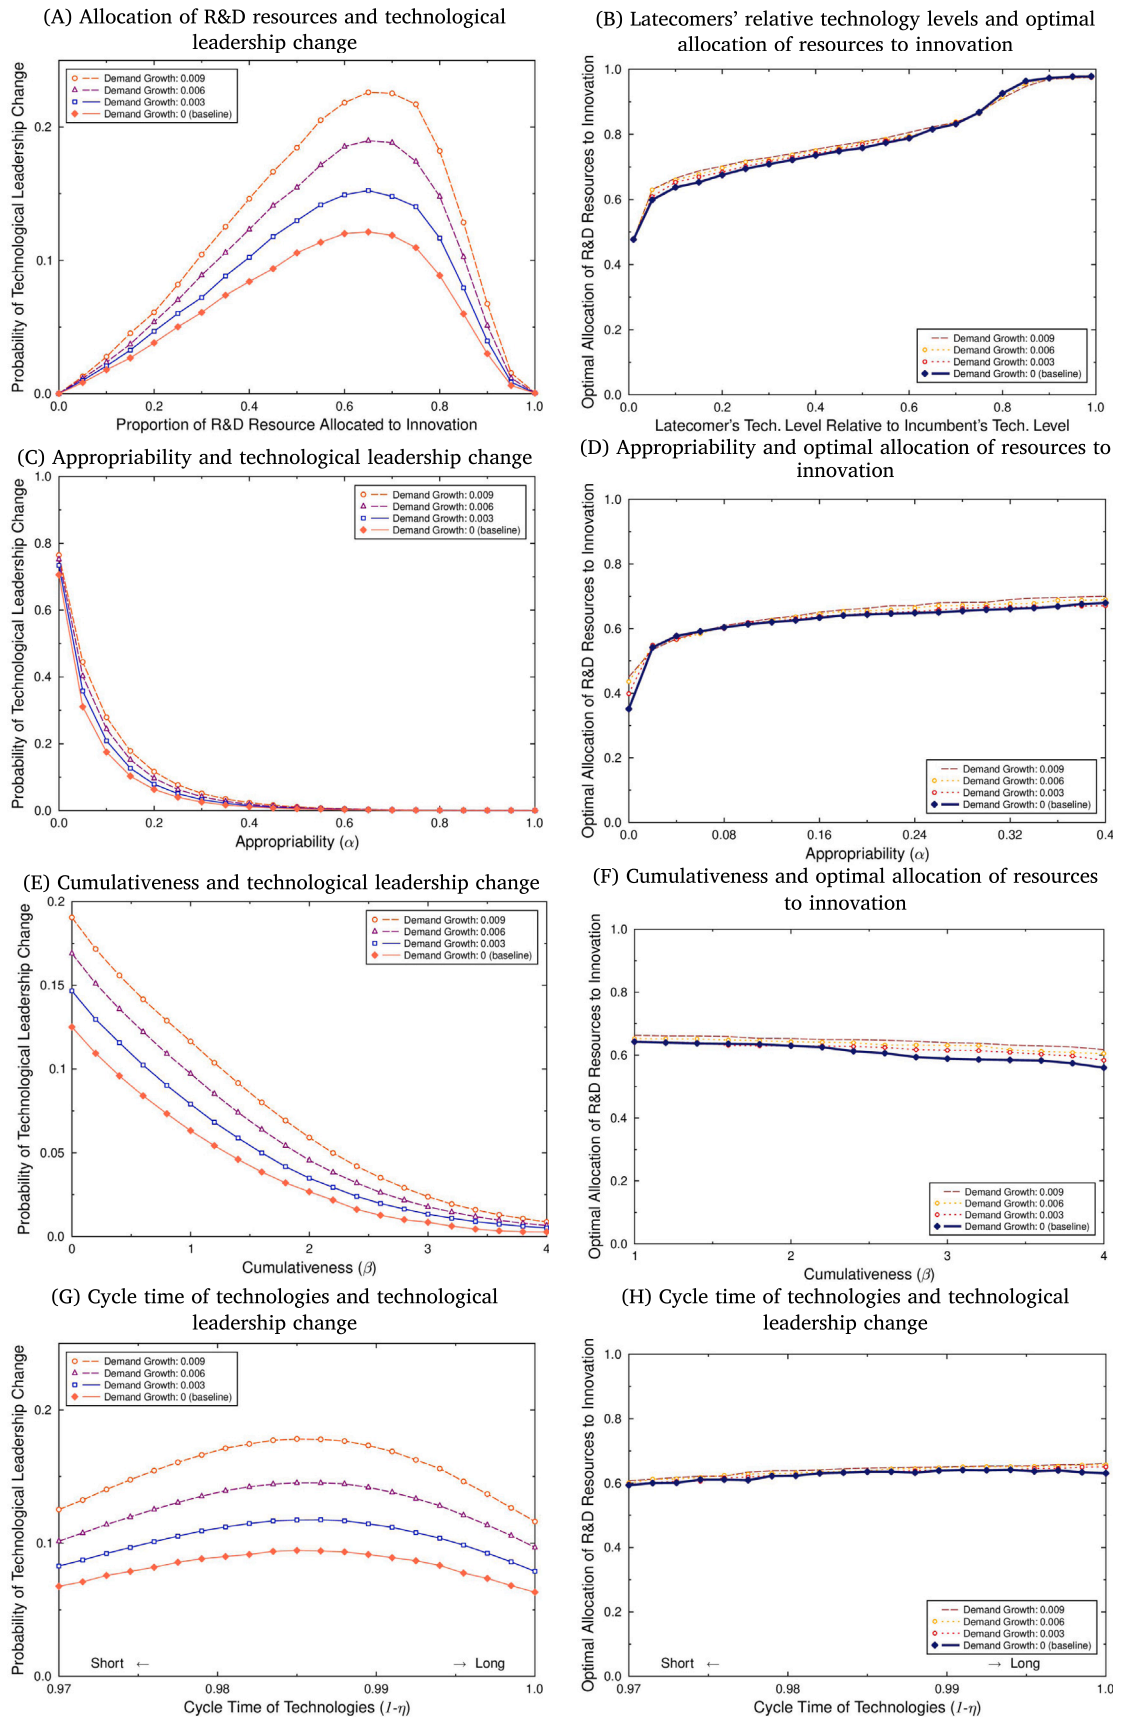 (A) Allocation of R&D resources and technological
leadership change
Probability of Technological Leadership Change
Demand Growth: 0.009
Demand Growth: 0.006
Demand Growth: 0.003
Demand Growth: 0 (baseline)
0.2
0.1
0.0
0.0 0.2 0.4 0.6 0.8 1.0
Proportion of R&D Resource Allocated to Innovation
(B) Latecomers’ relative technology levels and optimal
allocation of resources to innovation
Optimal Allocation of R&D Resources to Innovation
1.0
0.8
0.6
0.4
0.2
0.0
Demand Growth: 0.009
Demand Growth: 0.006
Demand Growth: 0.003
Demand Growth: 0 (baseline)
0.0 0.2 0.4 0.6 0.8 1.0
Latecomer's Tech. Level Relative to Incumbent's Tech. Level
(C) Appropriability and technological leadership change
Probability of Technological Leadership Change
1.0
0.8
0.6
0.4
0.2
0.0
Demand Growth: 0.009
Demand Growth: 0.006
Demand Growth: 0.003
Demand Growth: 0 (baseline)
0.0 0.2 0.4 0.6 0.8 1.0
Appropriability (α)
(D) Appropriability and optimal allocation of resources to
innovation
Optimal Allocation of R&D Resources to Innovation
1.0
0.8
0.6
0.4
0.2
0.0
Demand Growth: 0.009
Demand Growth: 0.006
Demand Growth: 0.003
Demand Growth: 0 (baseline)
0.0 0.08 0.16 0.24 0.32 0.4
Appropriability (α)
(E) Cumulativeness and technological leadership change
Probability of Technological Leadership Change
0.2
0.15
0.1
0.05
0.0
Demand Growth: 0.009
Demand Growth: 0.006
Demand Growth: 0.003
Demand Growth: 0 (baseline)
0 1 2 3 4
Cumulativeness (β)
(F) Cumulativeness and optimal allocation of resources
to innovation
Optimal Allocation of R&D Resources to Innovation
1.0
0.8
0.6
0.4
0.2
0.0
Demand Growth: 0.009
Demand Growth: 0.006
Demand Growth: 0.003
Demand Growth: 0 (baseline)
1 2 3 4
Cumulativeness (β)
(G) Cycle time of technologies and technological
leadership change
Probability of Technological Leadership Change
Demand Growth: 0.009
Demand Growth: 0.006
Demand Growth: 0.003
Demand Growth: 0 (baseline)
0.2
0.1
0.0
Short ← → Long
0.97 0.98 0.99 1.0
Cycle Time of Technologies (1-η)
(H) Cycle time of technologies and technological
leadership change
Optimal Allocation of R&D Resources to Innovation
1.0
0.8
0.6
0.4
0.2
0.0
Demand Growth: 0.009
Demand Growth: 0.006
Demand Growth: 0.003
Demand Growth: 0 (baseline)
Short ← → Long
0.97 0.98 0.99 1.0
Cycle Time of Technologies (1-η)